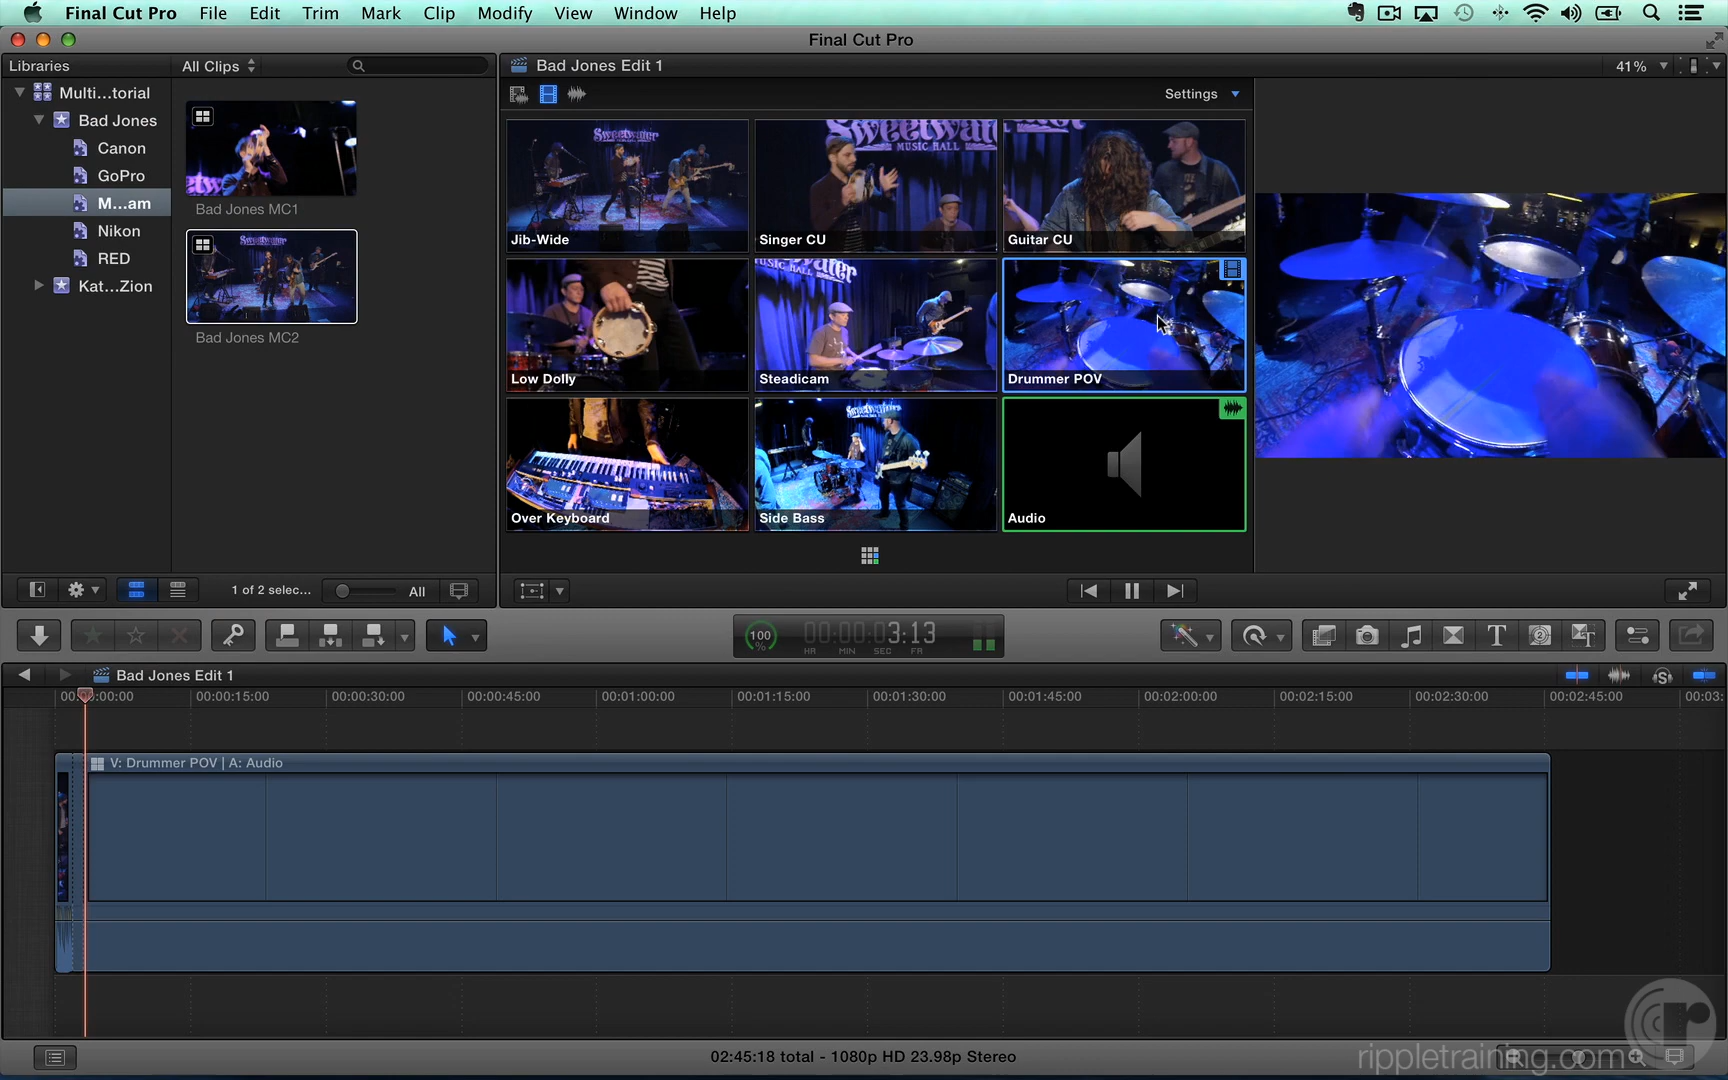 Final Cut Pro File Edit Trim Mark Clip Modify View Window Help
Final Cut Pro
Libraries
All Clips
Bad Jones Edit 1
41%
Multi...torial
Bad Jones
Canon
GoPro
M...am
Nikon
RED
Kat...Zion
Bad Jones MC1
Bad Jones MC2
Settings
Sweetwater
Sweetwater
MUSIC HALL
Jib-Wide
Singer CU
Guitar CU
Low Dolly
Steadicam
Drummer POV
Over Keyboard
Side Bass
Audio
1 of 2 selec...
All
100
%
00:00:03:13
HR MIN SEC FR
Bad Jones Edit 1
00:00:15:00 00:00:30:00 00:00:45:00 00:01:00:00 00:01:15:00 00:01:30:00 00:01:45:00 00:02:00:00 00:02:15:00 00:02:30:00 00:02:45:00 00:03:
V: Drummer POV | A: Audio
02:45:18 total - 1080p HD 23.98p Stereo
rippletraining.com